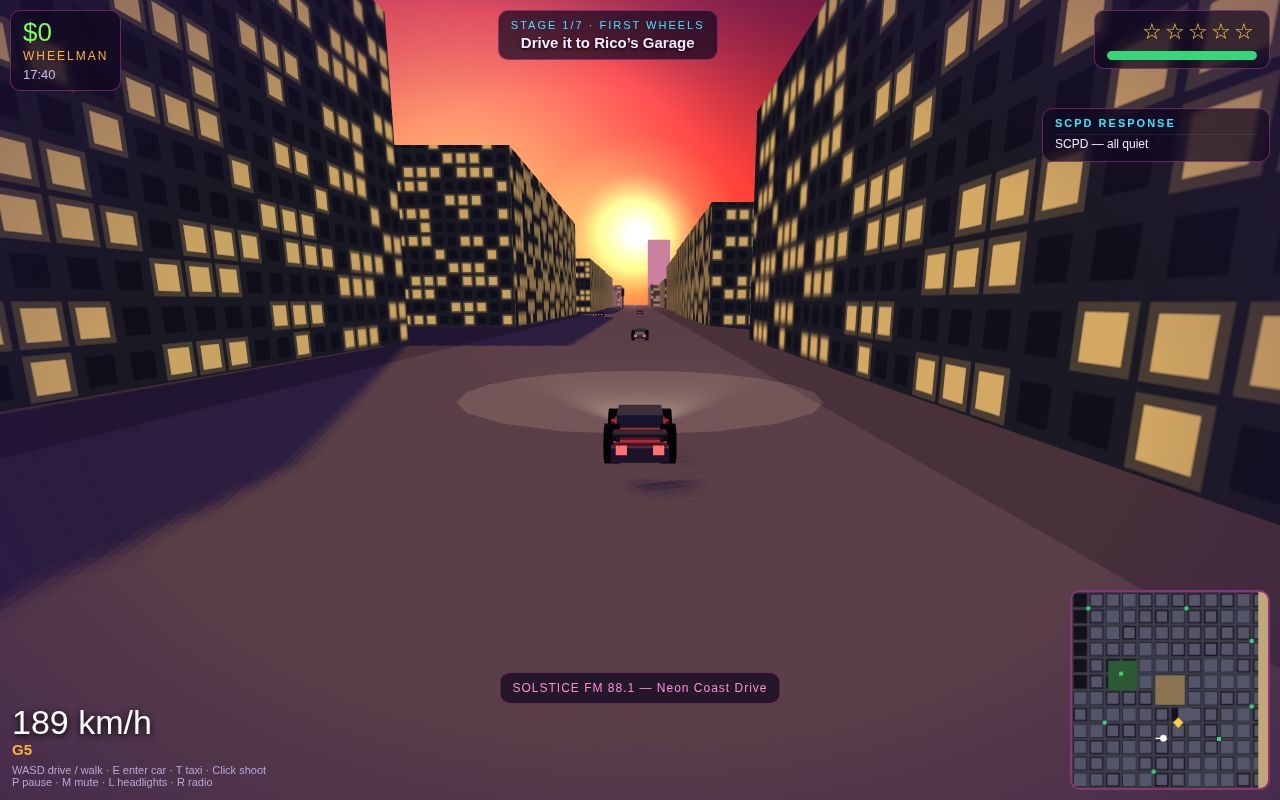 $0
WHEELMAN
17:40
STAGE 1/7 · FIRST WHEELS
Drive it to Rico’s Garage
☆☆☆☆☆
SCPD RESPONSE
SCPD — all quiet
SOLSTICE FM 88.1 — Neon Coast Drive
189 km/h
G5
WASD drive / walk · E enter car · T taxi · Click shoot
P pause · M mute · L headlights · R radio